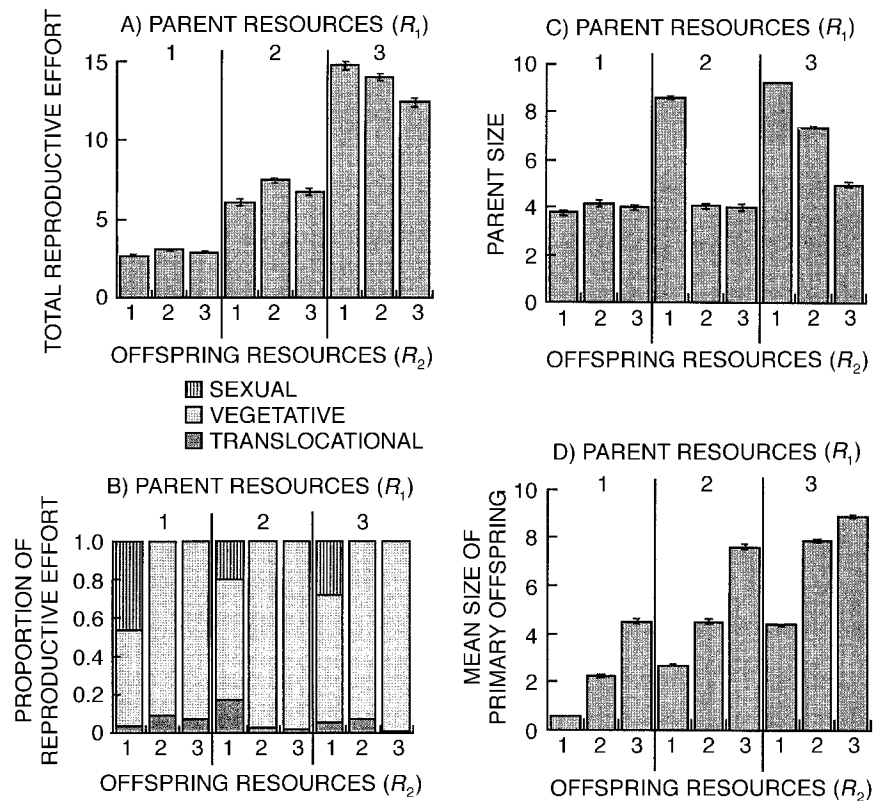 A) PARENT RESOURCES (R1)
1 2 3
TOTAL REPRODUCTIVE EFFORT
15
10
5
0
1 2 3 1 2 3 1 2 3
OFFSPRING RESOURCES (R2)
SEXUAL
VEGETATIVE
TRANSLOCATIONAL
B) PARENT RESOURCES (R1)
1 2 3
PROPORTION OF
REPRODUCTIVE EFFORT
1.0
0.8
0.6
0.4
0.2
0
1 2 3 1 2 3 1 2 3
OFFSPRING RESOURCES (R2)
C) PARENT RESOURCES (R1)
1 2 3
PARENT SIZE
10
8
6
4
2
0
1 2 3 1 2 3 1 2 3
OFFSPRING RESOURCES (R2)
D) PARENT RESOURCES (R1)
1 2 3
MEAN SIZE OF
PRIMARY OFFSPRING
10
8
6
4
2
0
1 2 3 1 2 3 1 2 3
OFFSPRING RESOURCES (R2)